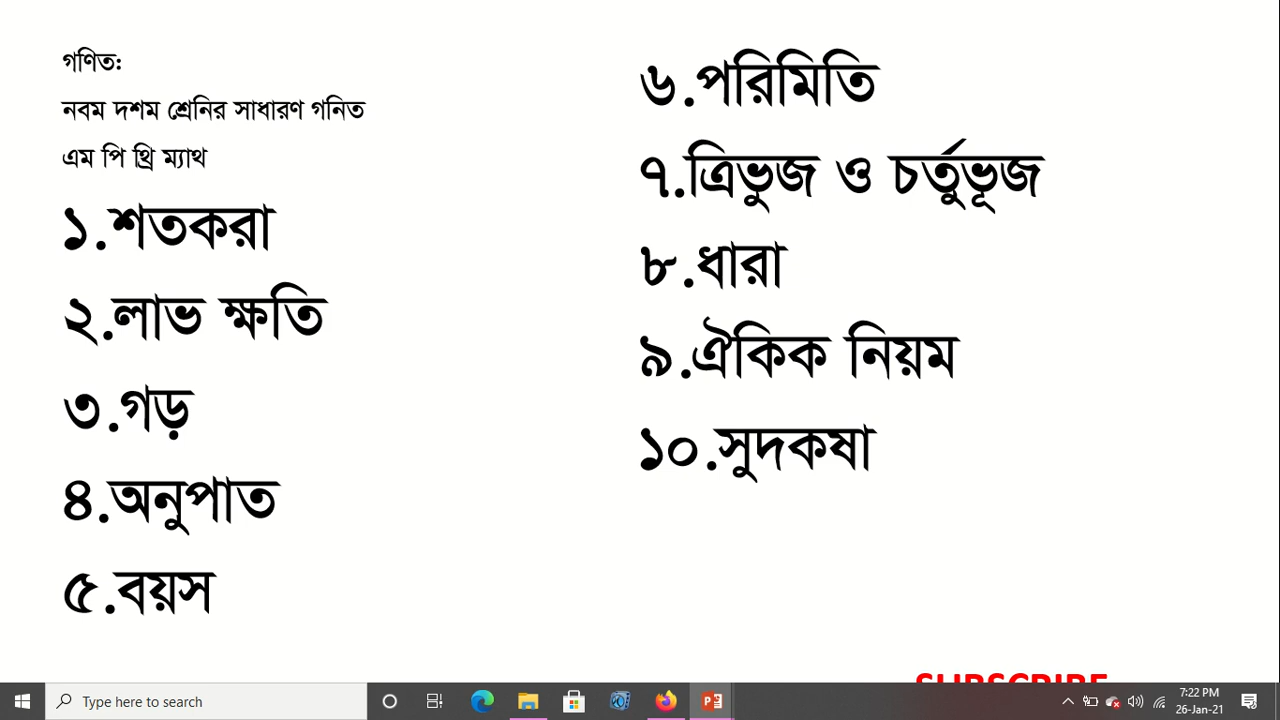 গণিত:
নবম দশম শ্রেনির সাধারণ গনিত
এম পি থ্রি ম্যাথ
১.শতকরা
২.লাভ ক্ষতি
৩.গড়
৪.অনুপাত
৫.বয়স
৬.পরিমিতি
৭.ত্রিভুজ ও চর্তুভূজ
৮.ধারা
৯.ঐকিক নিয়ম
১০.সুদকষা
SUBSCRIBE
Type here to search
7:22 PM
26-Jan-21